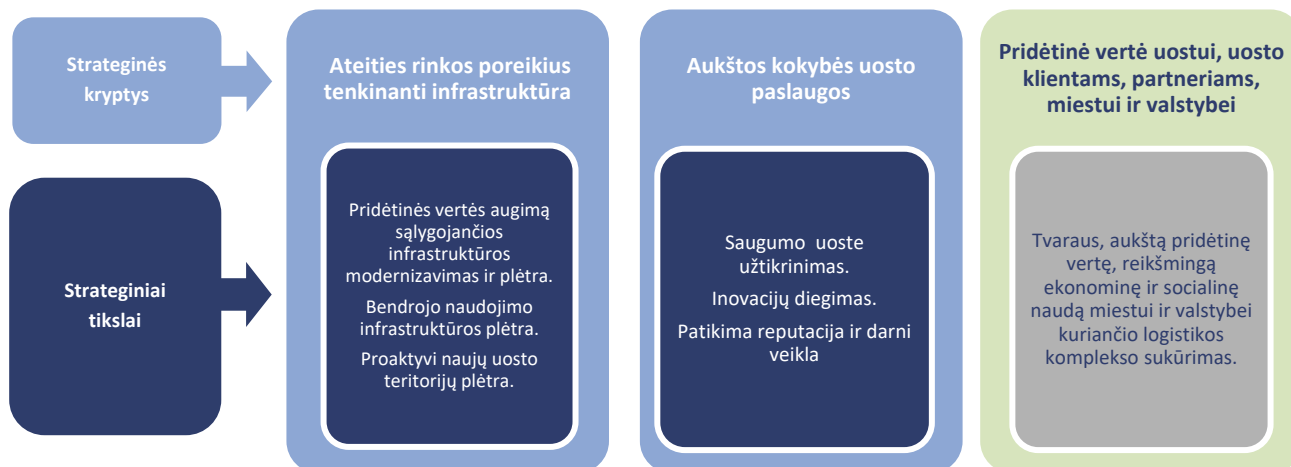 Strateginės
kryptys
Ateities rinkos poreikius
tenkinanti infrastruktūra
Aukštos kokybės uosto
paslaugos
Pridėtinė vertė uostui, uosto
klientams, partneriams,
miestui ir valstybei
Strateginiai
tikslai
Pridėtinės vertės augimą
sąlygojančios
infrastruktūros
modernizavimas ir plėtra.
Bendrojo naudojimo
infrastruktūros plėtra.
Proaktyvi naujų uosto
teritorijų plėtra.
Saugumo uoste
užtikrinimas.
Inovacijų diegimas.
Patikima reputacija ir darni
veikla
Tvaraus, aukštą pridėtinę
vertę, reikšmingą
ekonominę ir socialinę
naudą miestui ir valstybei
kuriančio logistikos
komplekso sukūrimas.